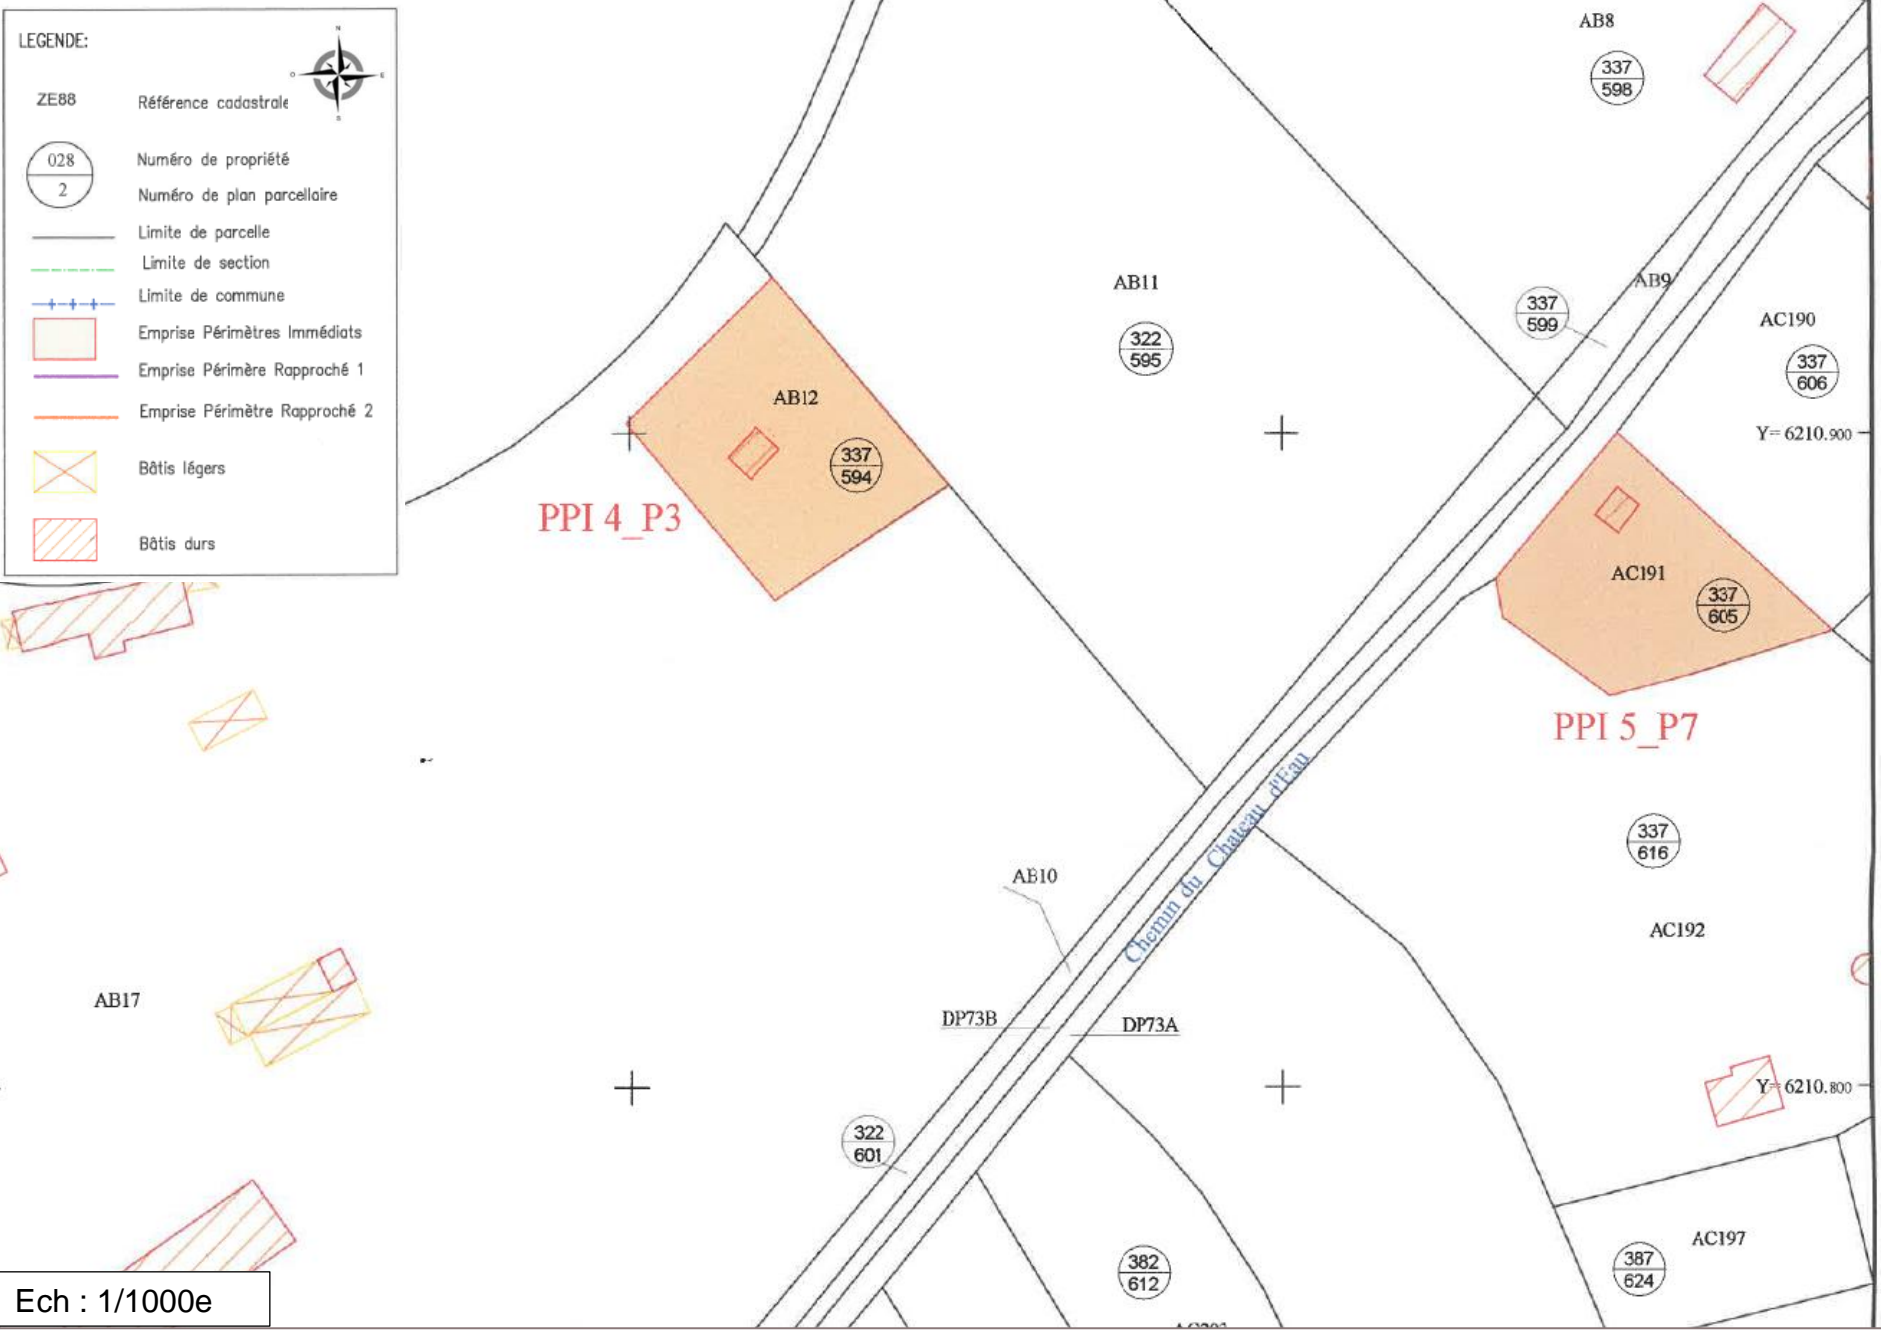 LEGENDE:
N
O
E
S
ZE88
Référence cadastrale
028
2
Numéro de propriété
Numéro de plan parcellaire
Limite de parcelle
Limite de section
Limite de commune
Emprise Périmètres Immédiats
Emprise Périmère Rapproché 1
Emprise Périmètre Rapproché 2
Bâtis légers
Bâtis durs
AB8
337
598
AB11
322
595
AB9
337
599
AC190
337
606
Y=6210.900
AB12
337
594
PPI 4_P3
AC191
337
605
PPI 5_P7
Chemin du Chateau d'Eau
337
616
AC192
AB10
AB17
DP73B
DP73A
Y=6210.800
322
601
382
612
387
624
AC197
Ech : 1/1000e